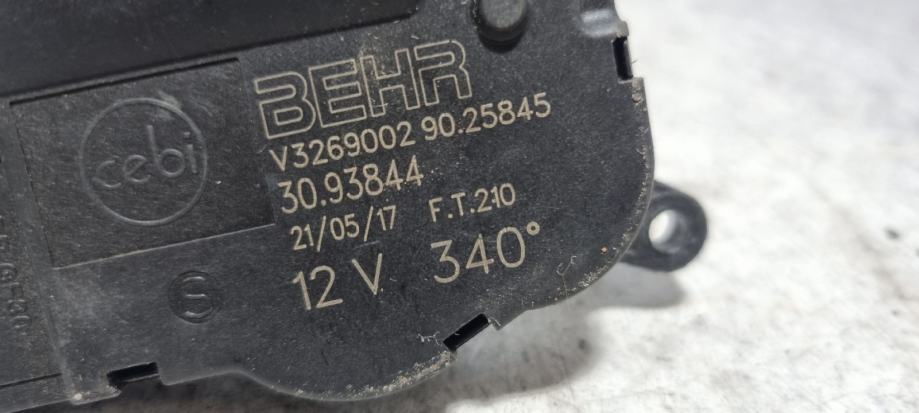 BEHR
cebi
V3269002 90.25845
30.93844
21/05/17 F.T.210
12 V 340°
S